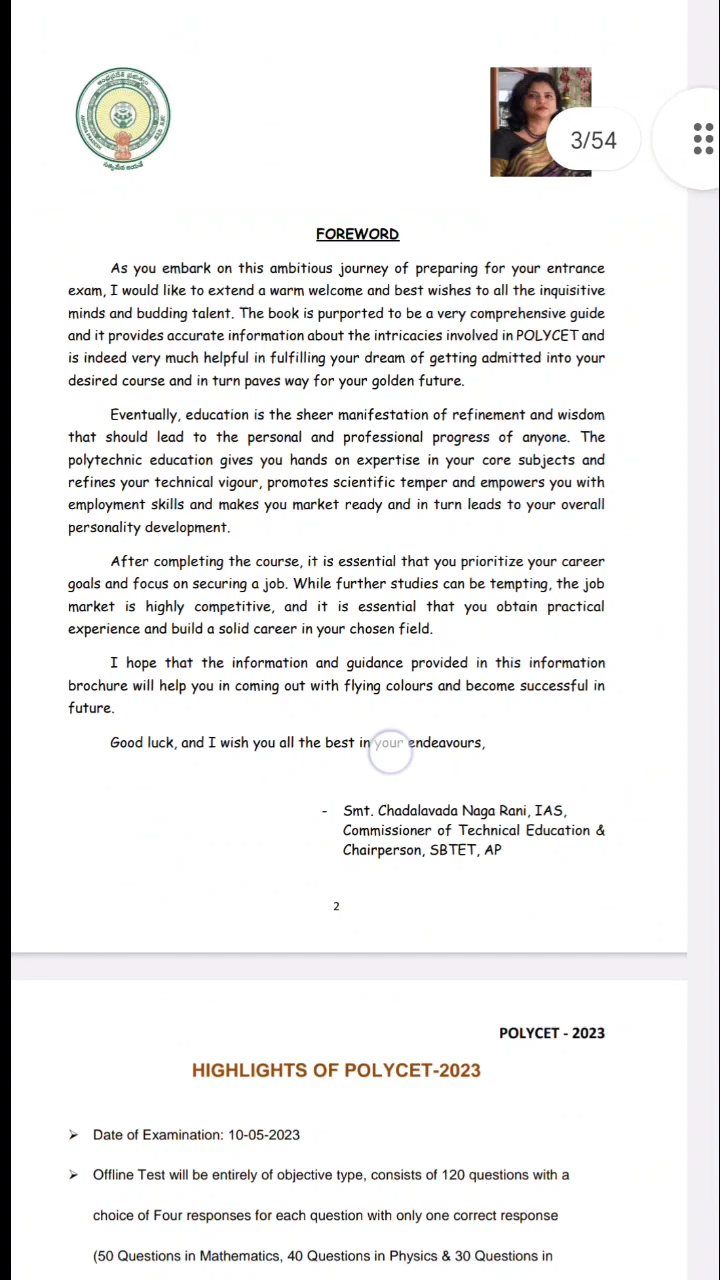 3/54
FOREWORD
As you embark on this ambitious journey of preparing for your entrance
exam, I would like to extend a warm welcome and best wishes to all the inquisitive
minds and budding talent. The book is purported to be a very comprehensive guide
and it provides accurate information about the intricacies involved in POLYCET and
is indeed very much helpful in fulfilling your dream of getting admitted into your
desired course and in turn paves way for your golden future.
Eventually, education is the sheer manifestation of refinement and wisdom
that should lead to the personal and professional progress of anyone. The
polytechnic education gives you hands on expertise in your core subjects and
refines your technical vigour, promotes scientific temper and empowers you with
employment skills and makes you market ready and in turn leads to your overall
personality development.
After completing the course, it is essential that you prioritize your career
goals and focus on securing a job. While further studies can be tempting, the job
market is highly competitive, and it is essential that you obtain practical
experience and build a solid career in your chosen field.
I hope that the information and guidance provided in this information
brochure will help you in coming out with flying colours and become successful in
future.
Good luck, and I wish you all the best in your endeavours,
- Smt. Chadalavada Naga Rani, IAS,
Commissioner of Technical Education &
Chairperson, SBTET, AP
2
POLYCET - 2023
HIGHLIGHTS OF POLYCET-2023
➢ Date of Examination: 10-05-2023
➢ Offline Test will be entirely of objective type, consists of 120 questions with a
choice of Four responses for each question with only one correct response
(50 Questions in Mathematics, 40 Questions in Physics & 30 Questions in